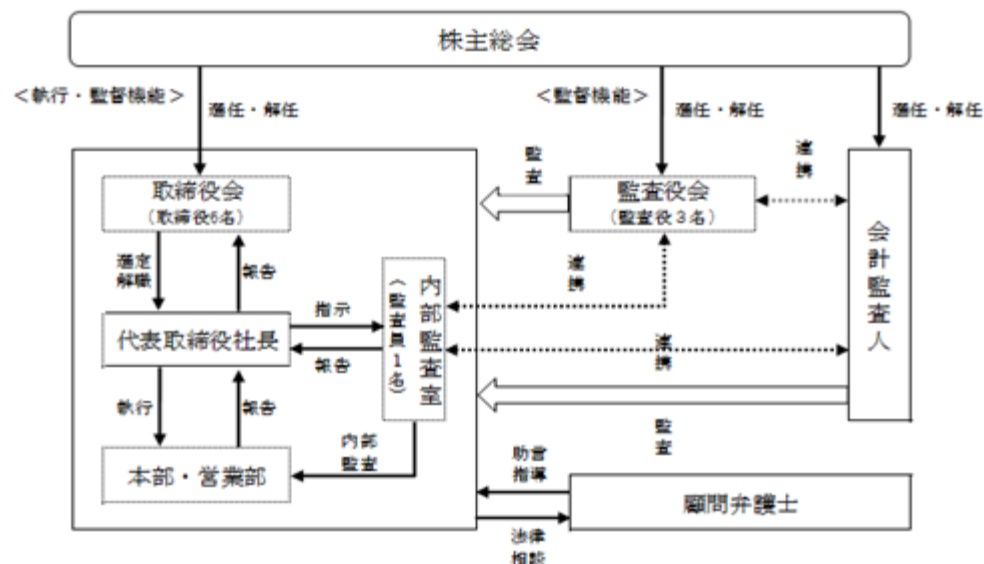 株主総会
＜執行・監督機能＞
選任・解任
＜監督機能＞
選任・解任
選任・解任
監査
連携
取締役会
（取締役6名）
監査役会
（監査役３名）
会計監査人
選定
解職
報告
連携
内部監査室
（監査員１名）
指示
代表取締役社長
報告
連携
執行
報告
内部
監査
監査
本部・営業部
助言
指導
顧問弁護士
法律
相談